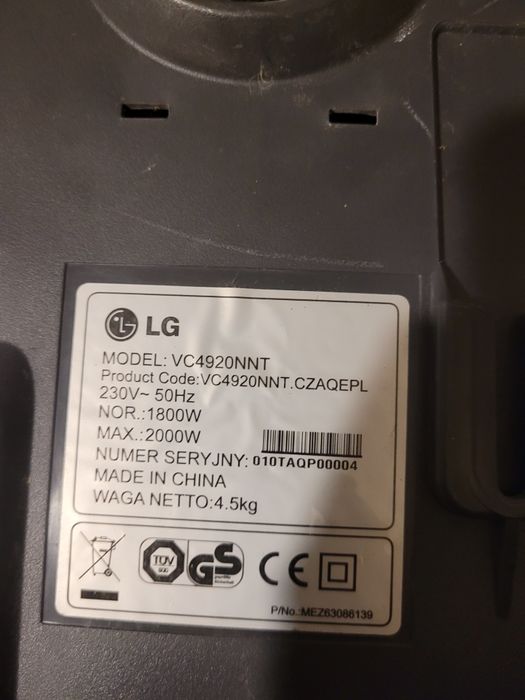 LG
MODEL: VC4920NNT
Product Code:VC4920NNT.CZAQEPL
230V~ 50Hz
NOR.:1800W
MAX.:2000W
NUMER SERYJNY: 010TAQP00004
MADE IN CHINA
WAGA NETTO:4.5kg
TÜV GS CE
P/No.:MEZ63086139